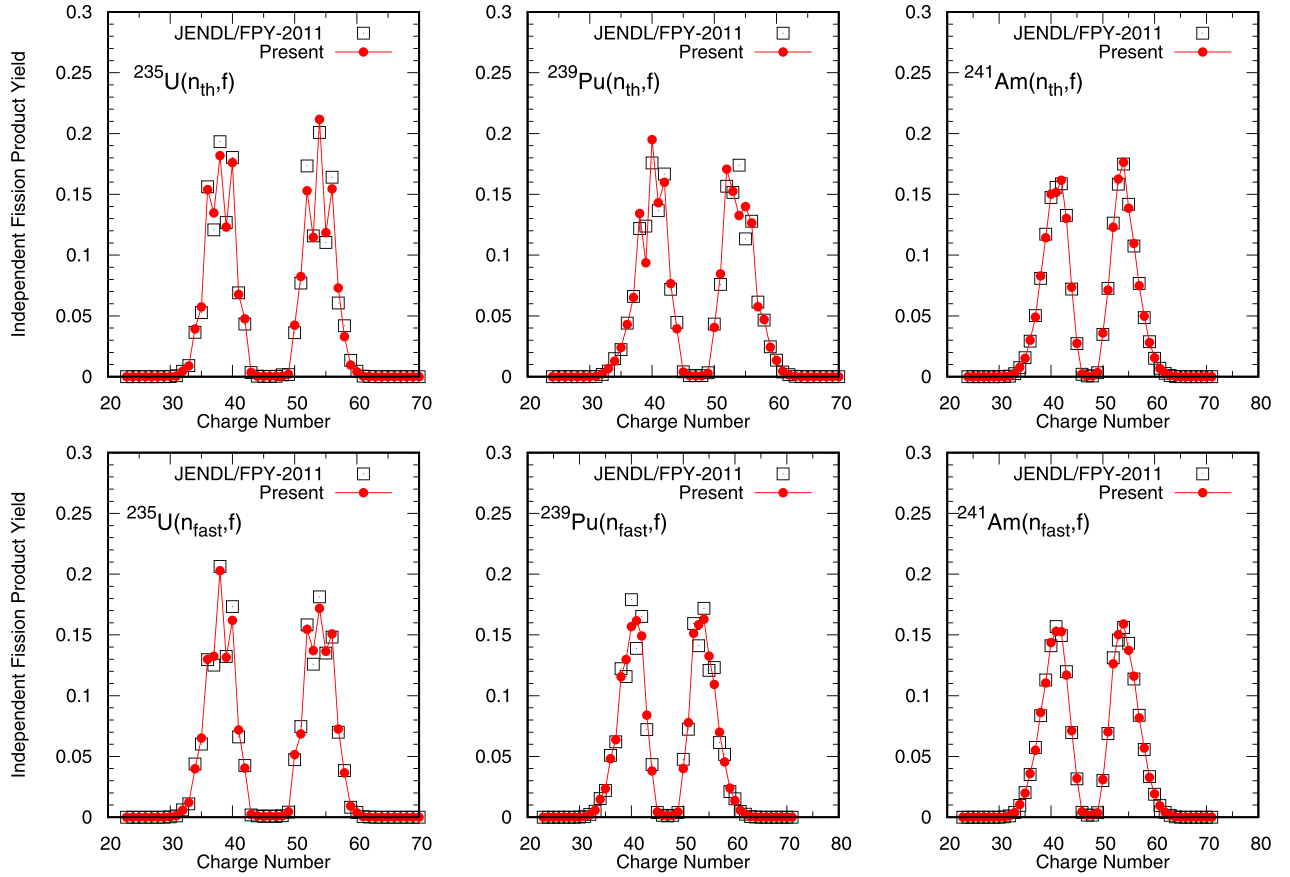 JENDL/FPY-2011
Present
235U(nth,f)
Independent Fission Product Yield
0.3
0.25
0.2
0.15
0.1
0.05
0
20 30 40 50 60 70
Charge Number
JENDL/FPY-2011
Present
239Pu(nth,f)
0.3
0.25
0.2
0.15
0.1
0.05
0
20 30 40 50 60 70
Charge Number
JENDL/FPY-2011
Present
241Am(nth,f)
0.3
0.25
0.2
0.15
0.1
0.05
0
20 30 40 50 60 70 80
Charge Number
JENDL/FPY-2011
Present
235U(nfast,f)
Independent Fission Product Yield
0.3
0.25
0.2
0.15
0.1
0.05
0
20 30 40 50 60 70
Charge Number
JENDL/FPY-2011
Present
239Pu(nfast,f)
0.3
0.25
0.2
0.15
0.1
0.05
0
20 30 40 50 60 70 80
Charge Number
JENDL/FPY-2011
Present
241Am(nfast,f)
0.3
0.25
0.2
0.15
0.1
0.05
0
20 30 40 50 60 70 80
Charge Number